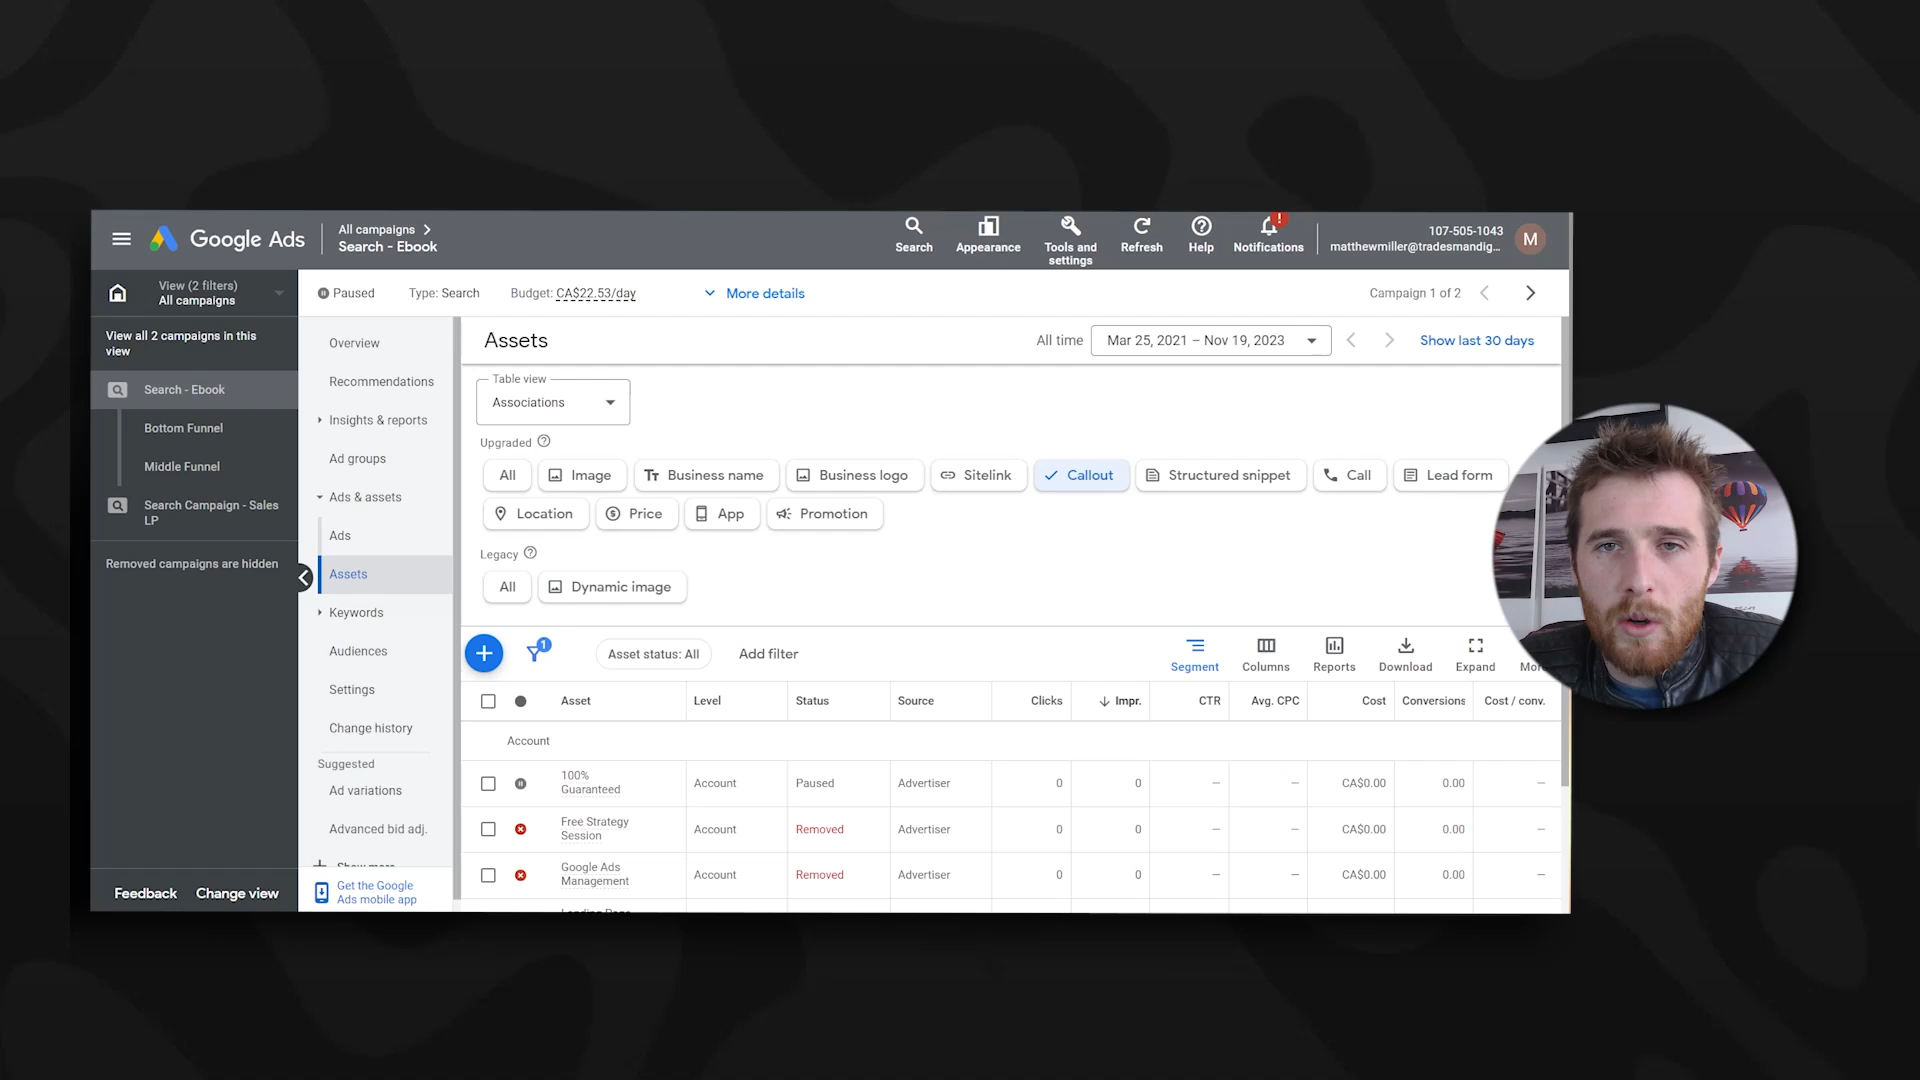 Google Ads
All campaigns
Search - Ebook
Search
Appearance
Tools and
settings
Refresh
Help
!
Notifications
107-505-1043
matthewmiller@tradesmandig...
M
View (2 filters)
All campaigns
Paused
Type: Search
Budget: CA$22.53/day
More details
Campaign 1 of 2
View all 2 campaigns in this
view
Search - Ebook
Bottom Funnel
Middle Funnel
Search Campaign - Sales
LP
Removed campaigns are hidden
Feedback
Change view
Overview
Recommendations
Insights & reports
Ad groups
Ads & assets
Ads
Assets
Keywords
Audiences
Settings
Change history
Suggested
Ad variations
Advanced bid adj.
Show more
Get the Google
Ads mobile app
Assets
All time
Mar 25, 2021 – Nov 19, 2023
Show last 30 days
Table view
Associations
Upgraded
All
Image
Business name
Business logo
Sitelink
Callout
Structured snippet
Call
Lead form
Location
Price
App
Promotion
Legacy
All
Dynamic image
1
Asset status: All
Add filter
Segment
Columns
Reports
Download
Expand
Asset Level Status Source Clicks Impr. CTR Avg. CPC Cost Conversions Cost / conv.
Account
100%
Guaranteed
Account Paused Advertiser 0 0 – – CA$0.00 0.00 –
Free Strategy
Session
Account Removed Advertiser 0 0 – – CA$0.00 0.00 –
Google Ads
Management
Account Removed Advertiser 0 0 – – CA$0.00 0.00 –